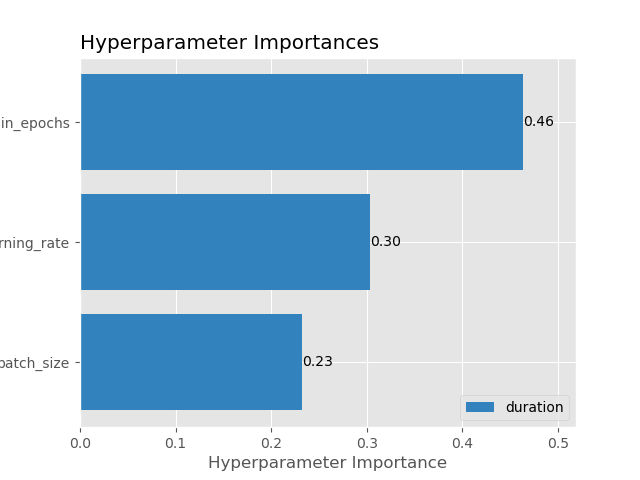 Hyperparameter Importances
in_epochs
0.46
rning_rate
0.30
batch_size
0.23
duration
0.0 0.1 0.2 0.3 0.4 0.5
Hyperparameter Importance